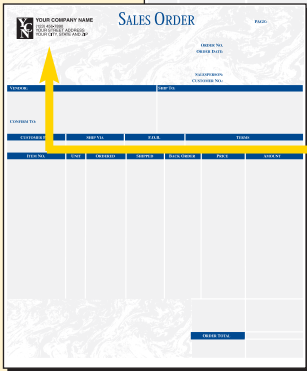 YCN
YOUR COMPANY NAME
(123) 456-7890
YOUR STREET ADDRESS
YOUR CITY, STATE AND ZIP
SALES ORDER
PAGE:
ORDER NO.
ORDER DATE:
SALESPERSON:
CUSTOMER NO.:
VENDOR:
SHIP TO:
CONFIRM TO:
CUSTOMER
SHIP VIA
F.O.B.
TERMS
ITEM NO.
UNIT
ORDERED
SHIPPED
BACK ORDER
PRICE
AMOUNT
ORDER TOTAL